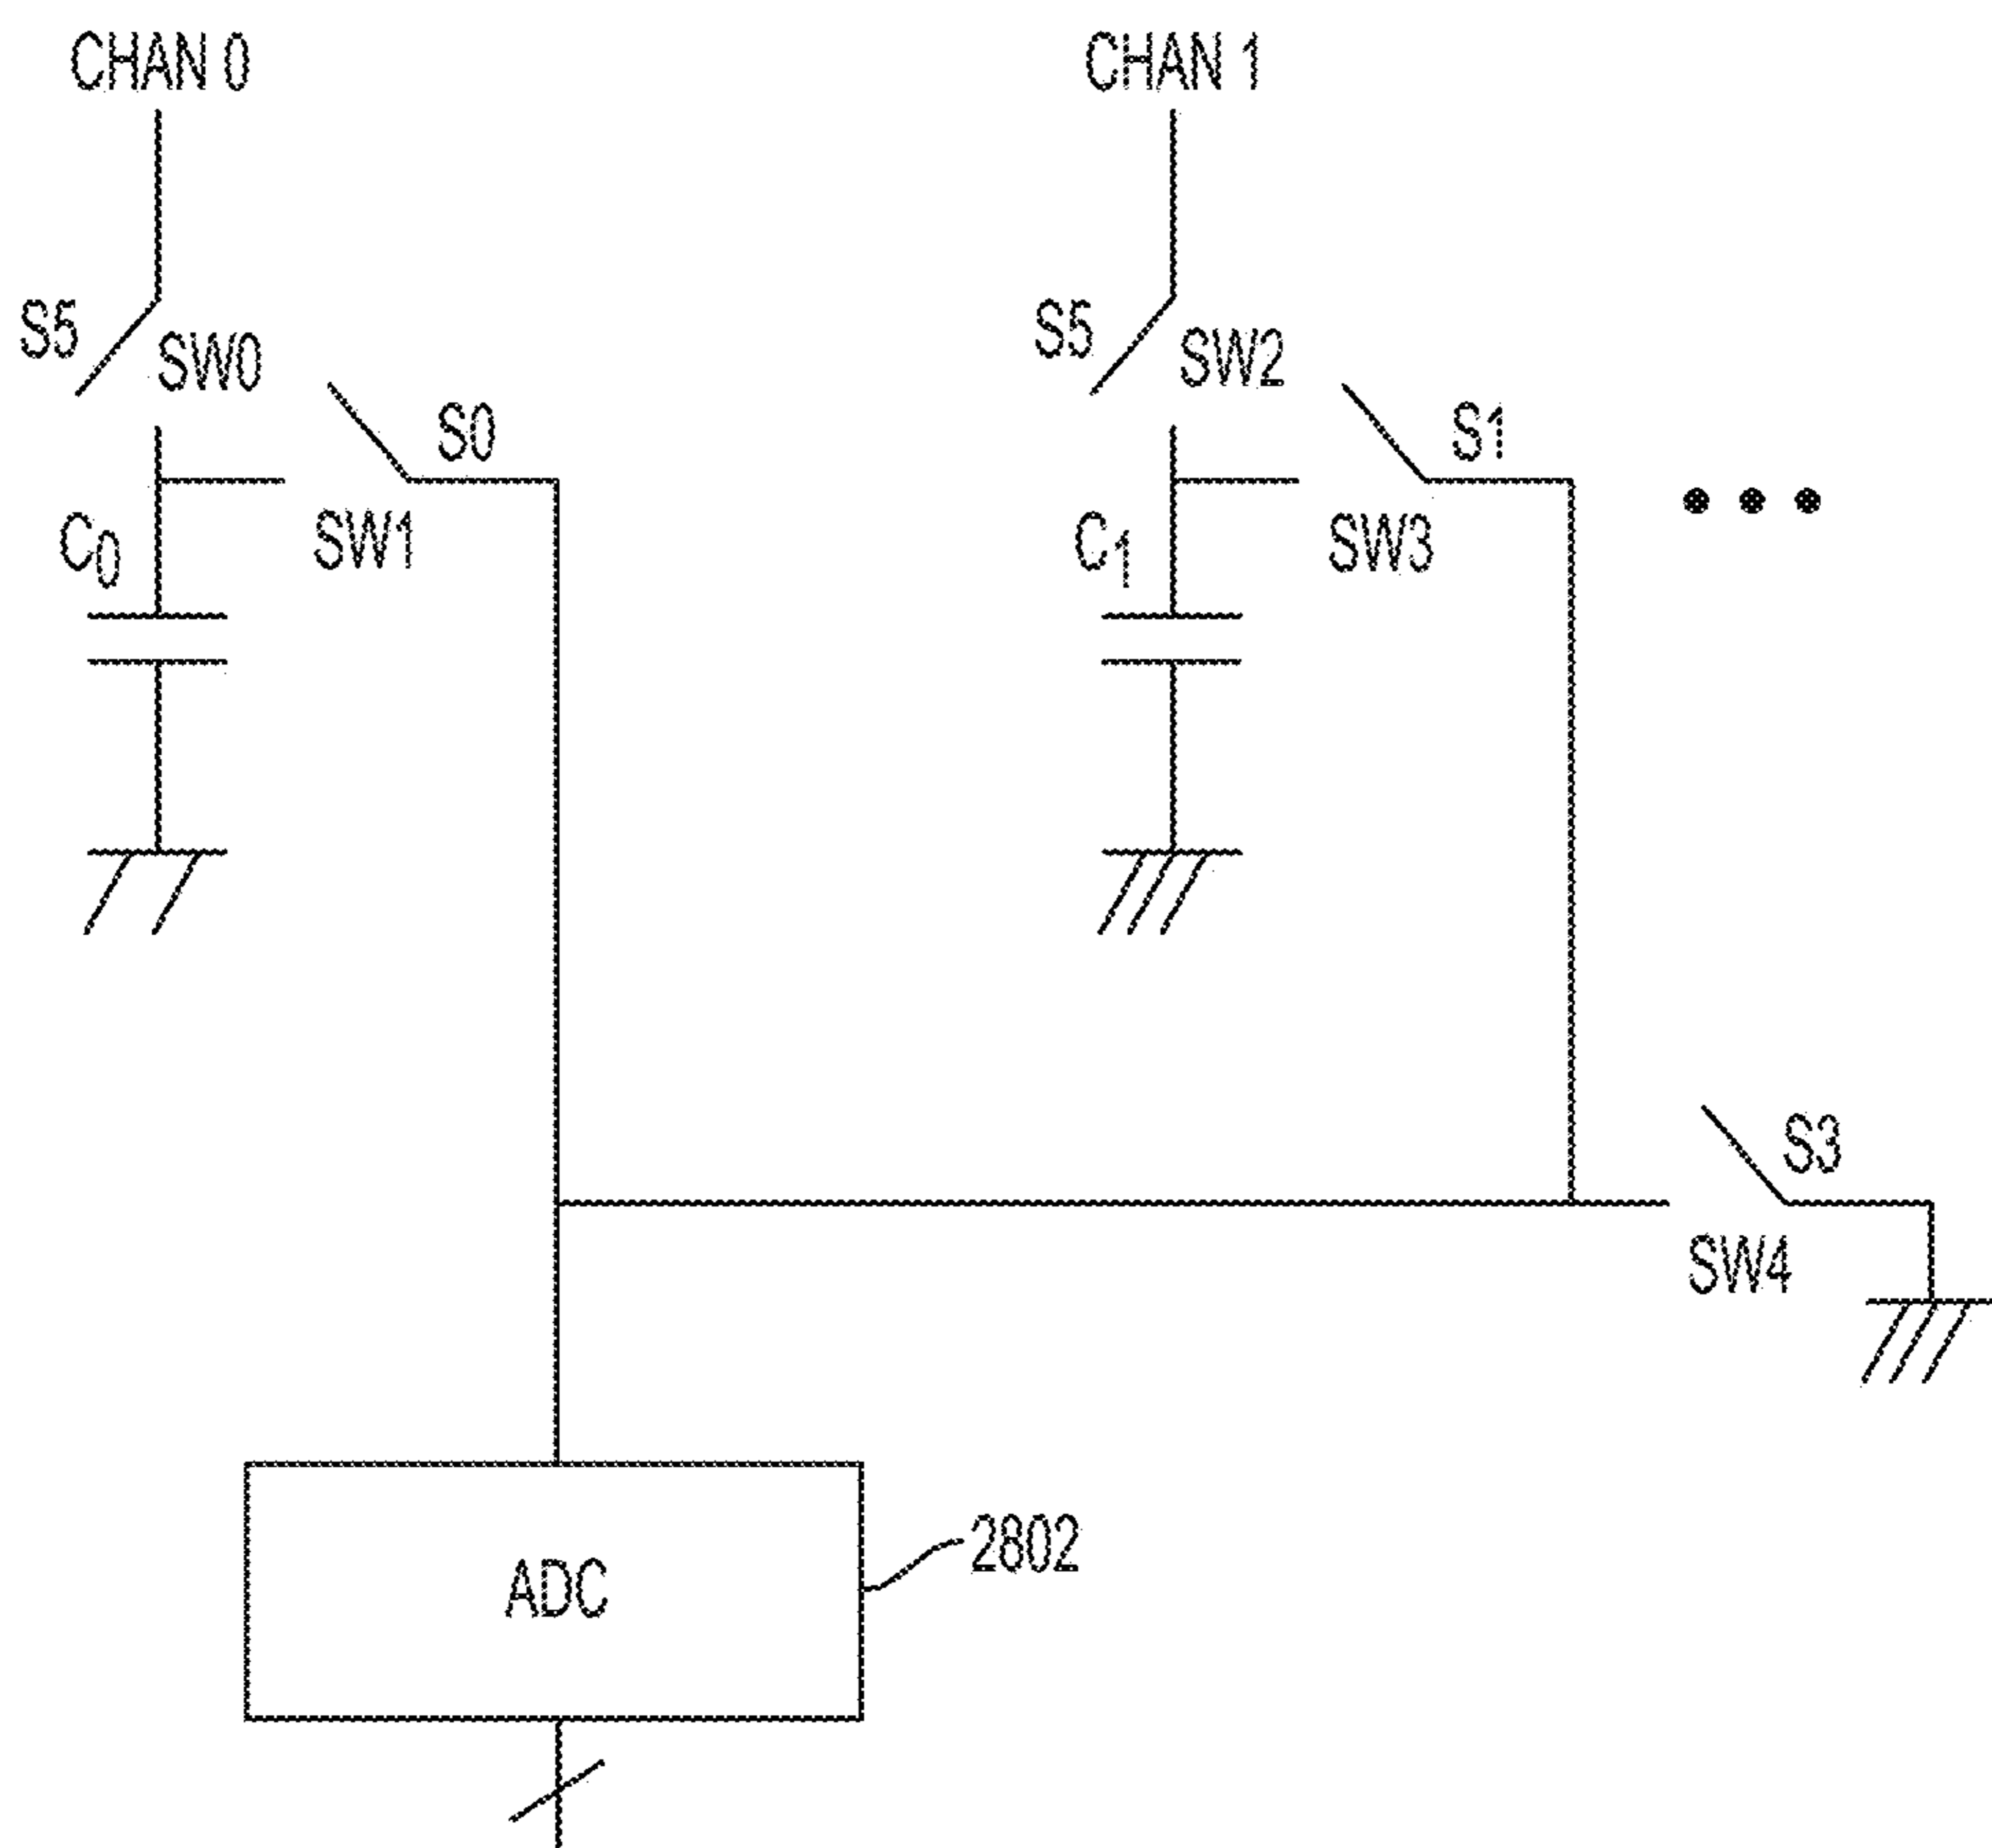 CHAN 0
CHAN 1
S5
SW0
S0
S5
SW2
S1
C0
SW1
C1
SW3
S3
SW4
ADC
2802